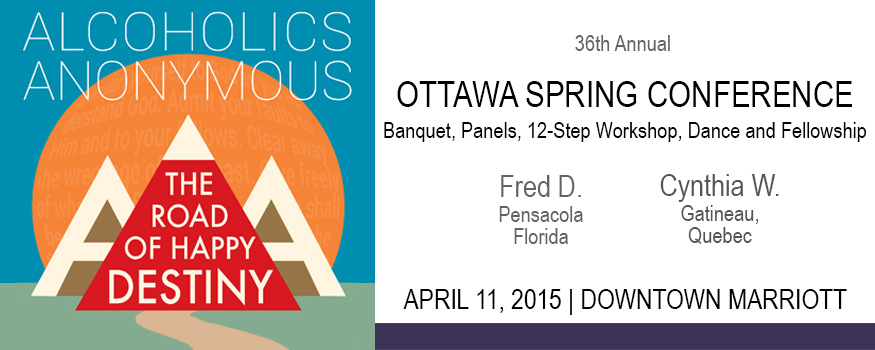 ALCOHOLICS
ANONYMOUS
THE
ROAD
OF HAPPY
DESTINY
36th Annual
OTTAWA SPRING CONFERENCE
Banquet, Panels, 12-Step Workshop, Dance and Fellowship
Fred D.
Pensacola
Florida
Cynthia W.
Gatineau,
Quebec
APRIL 11, 2015 | DOWNTOWN MARRIOTT